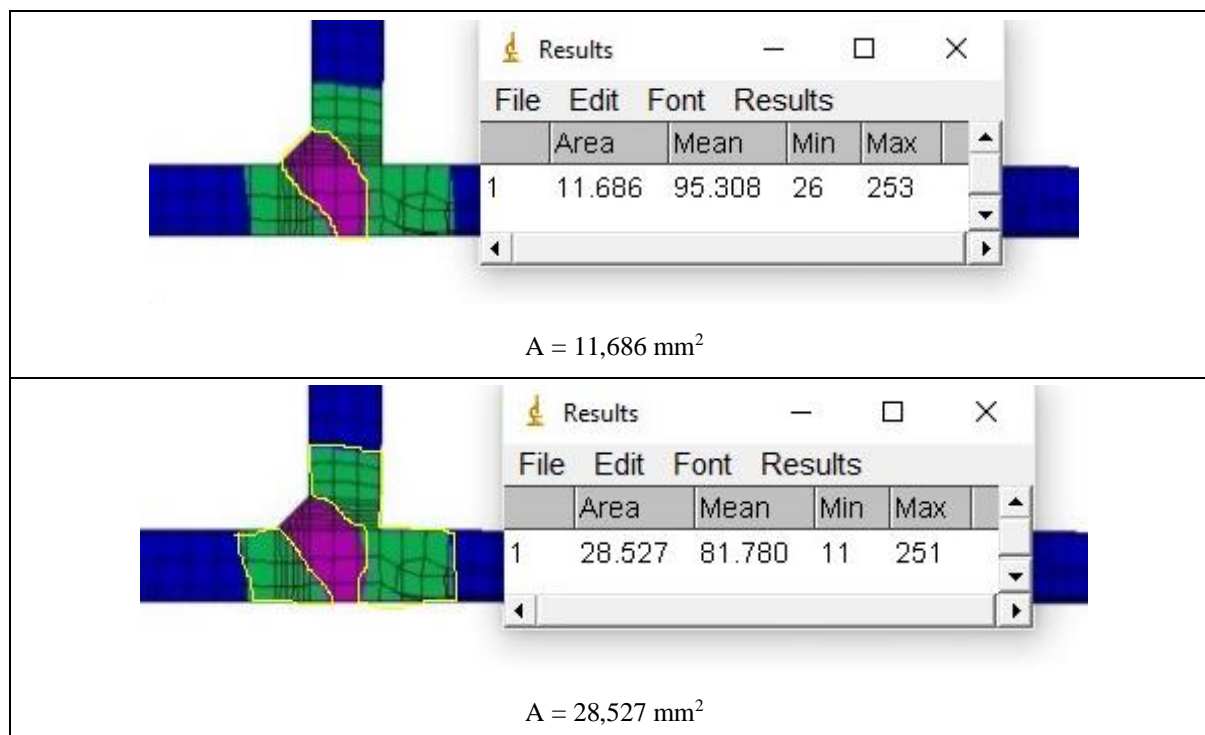 Results
File Edit Font Results
Area Mean Min Max
1 11.686 95.308 26 253
A = 11,686 mm²
Results
File Edit Font Results
Area Mean Min Max
1 28.527 81.780 11 251
A = 28,527 mm²